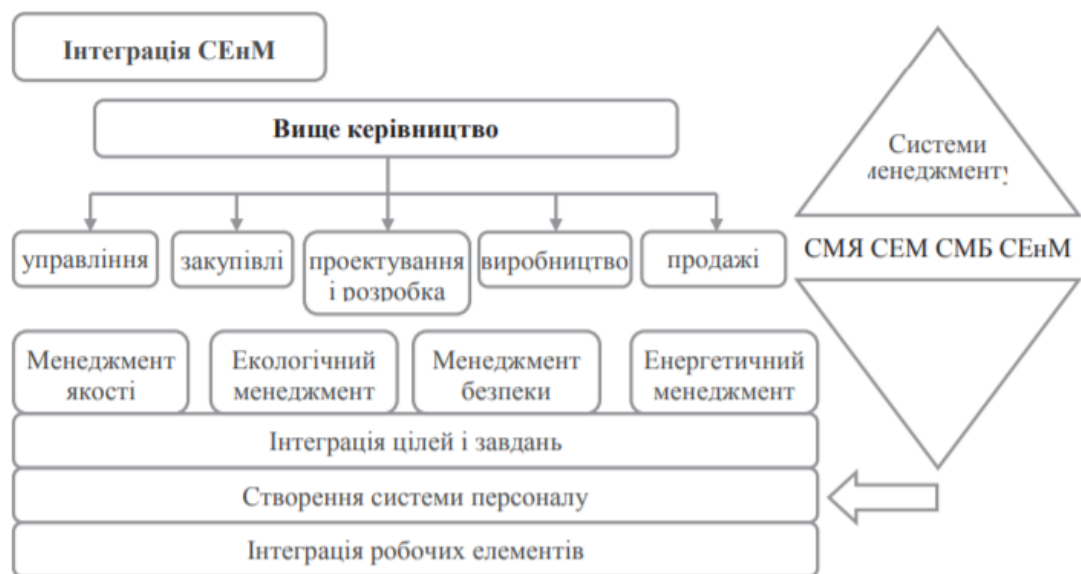 Інтеграція СЕнМ
Вище керівництво
управління
закупівлі
проектування
і розробка
виробництво
продажі
Менеджмент
якості
Екологічний
менеджмент
Менеджмент
безпеки
Енергетичний
менеджмент
Інтеграція цілей і завдань
Створення системи персоналу
Інтеграція робочих елементів
Системи
менеджменту
СМЯ СЕМ СМБ СЕнМ